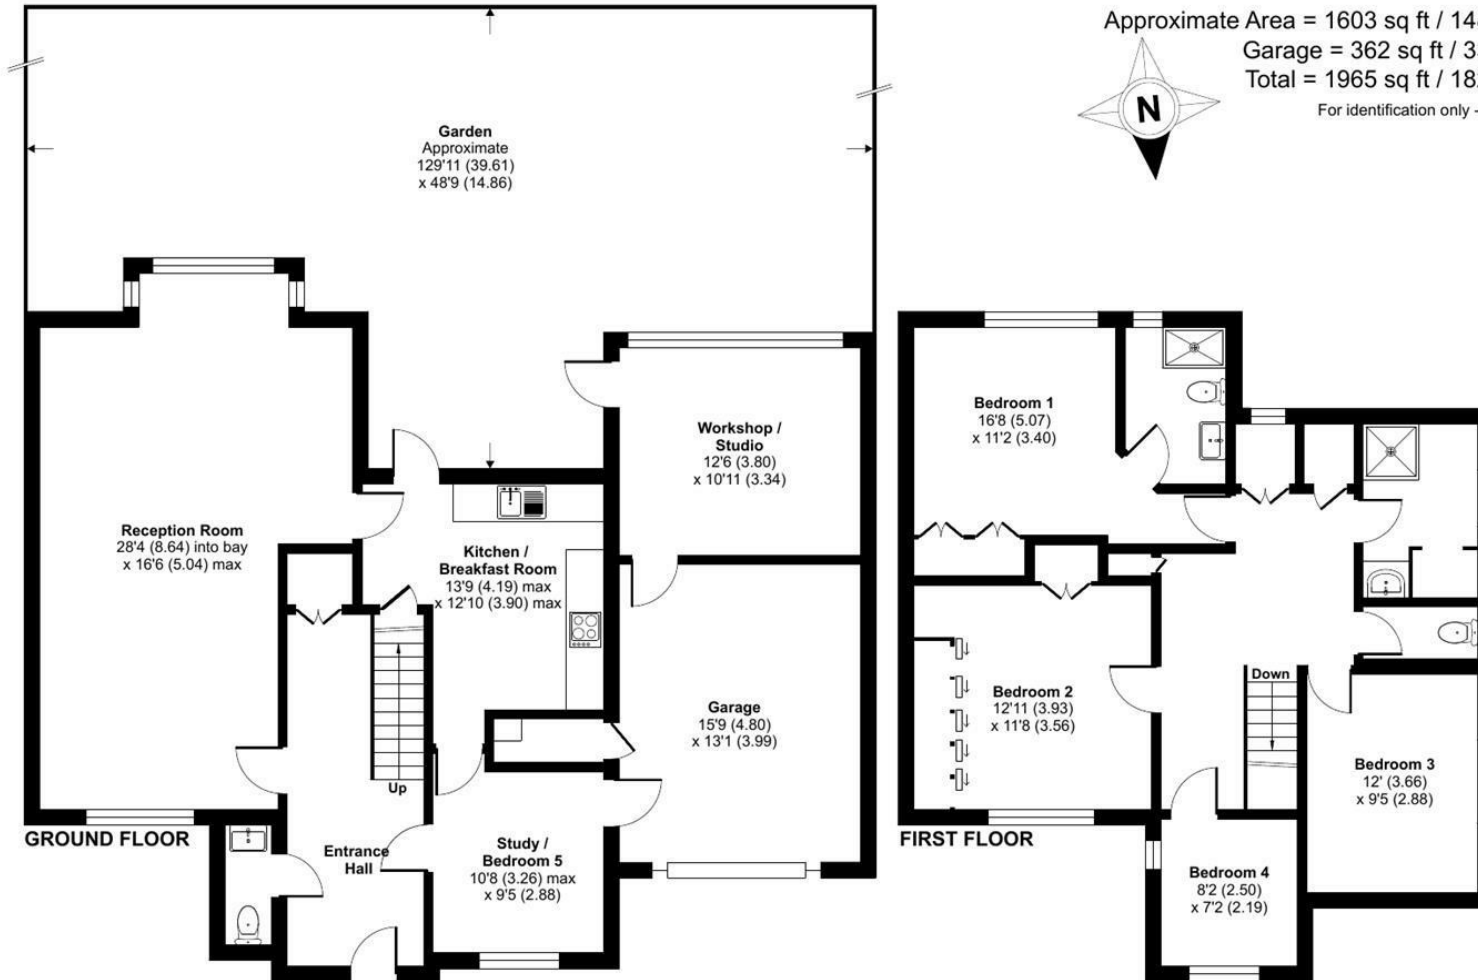 Approximate Area = 1603 sq ft /
Garage = 362 sq ft /
Total = 1965 sq ft /
For identification only -
N
Garden
Approximate
129'11 (39.61)
x 48'9 (14.86)
Workshop /
Studio
12'6 (3.80)
x 10'11 (3.34)
Reception Room
28'4 (8.64) into bay
x 16'6 (5.04) max
Kitchen /
Breakfast Room
13'9 (4.19) max
x 12'10 (3.90) max
Garage
15'9 (4.80)
x 13'1 (3.99)
Up
Entrance
Hall
Study /
Bedroom 5
10'8 (3.26) max
x 9'5 (2.88)
GROUND FLOOR
Bedroom 1
16'8 (5.07)
x 11'2 (3.40)
Bedroom 2
12'11 (3.93)
x 11'8 (3.56)
Down
Bedroom 3
12' (3.66)
x 9'5 (2.88)
Bedroom 4
8'2 (2.50)
x 7'2 (2.19)
FIRST FLOOR